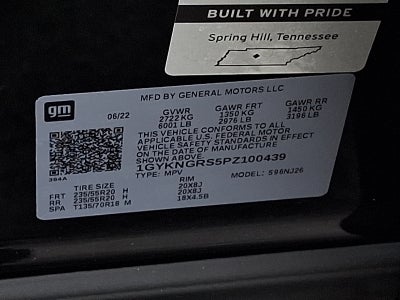 BUILT WITH PRIDE
Spring Hill, Tennessee
gm
MFD BY GENERAL MOTORS LLC
06/22 GVWR GAWR FRT GAWR RR
2722 KG 1350 KG 1450 KG
6001 LB 2976 LB 3196 LB
THIS VEHICLE CONFORMS TO ALL
APPLICABLE U.S. FEDERAL MOTOR
VEHICLE SAFETY STANDARDS IN EFFECT
ON THE DATE OF MANUFACTURE
SHOWN ABOVE.
1GYKNGRS5PZ100439
TYPE: MPV MODEL: 596NJ26
384A
TIRE SIZE RIM
FRT 235/55R20 H 20X8J
RR 235/55R20 H 20X8J
SPA T135/70R18 M 18X4.5B